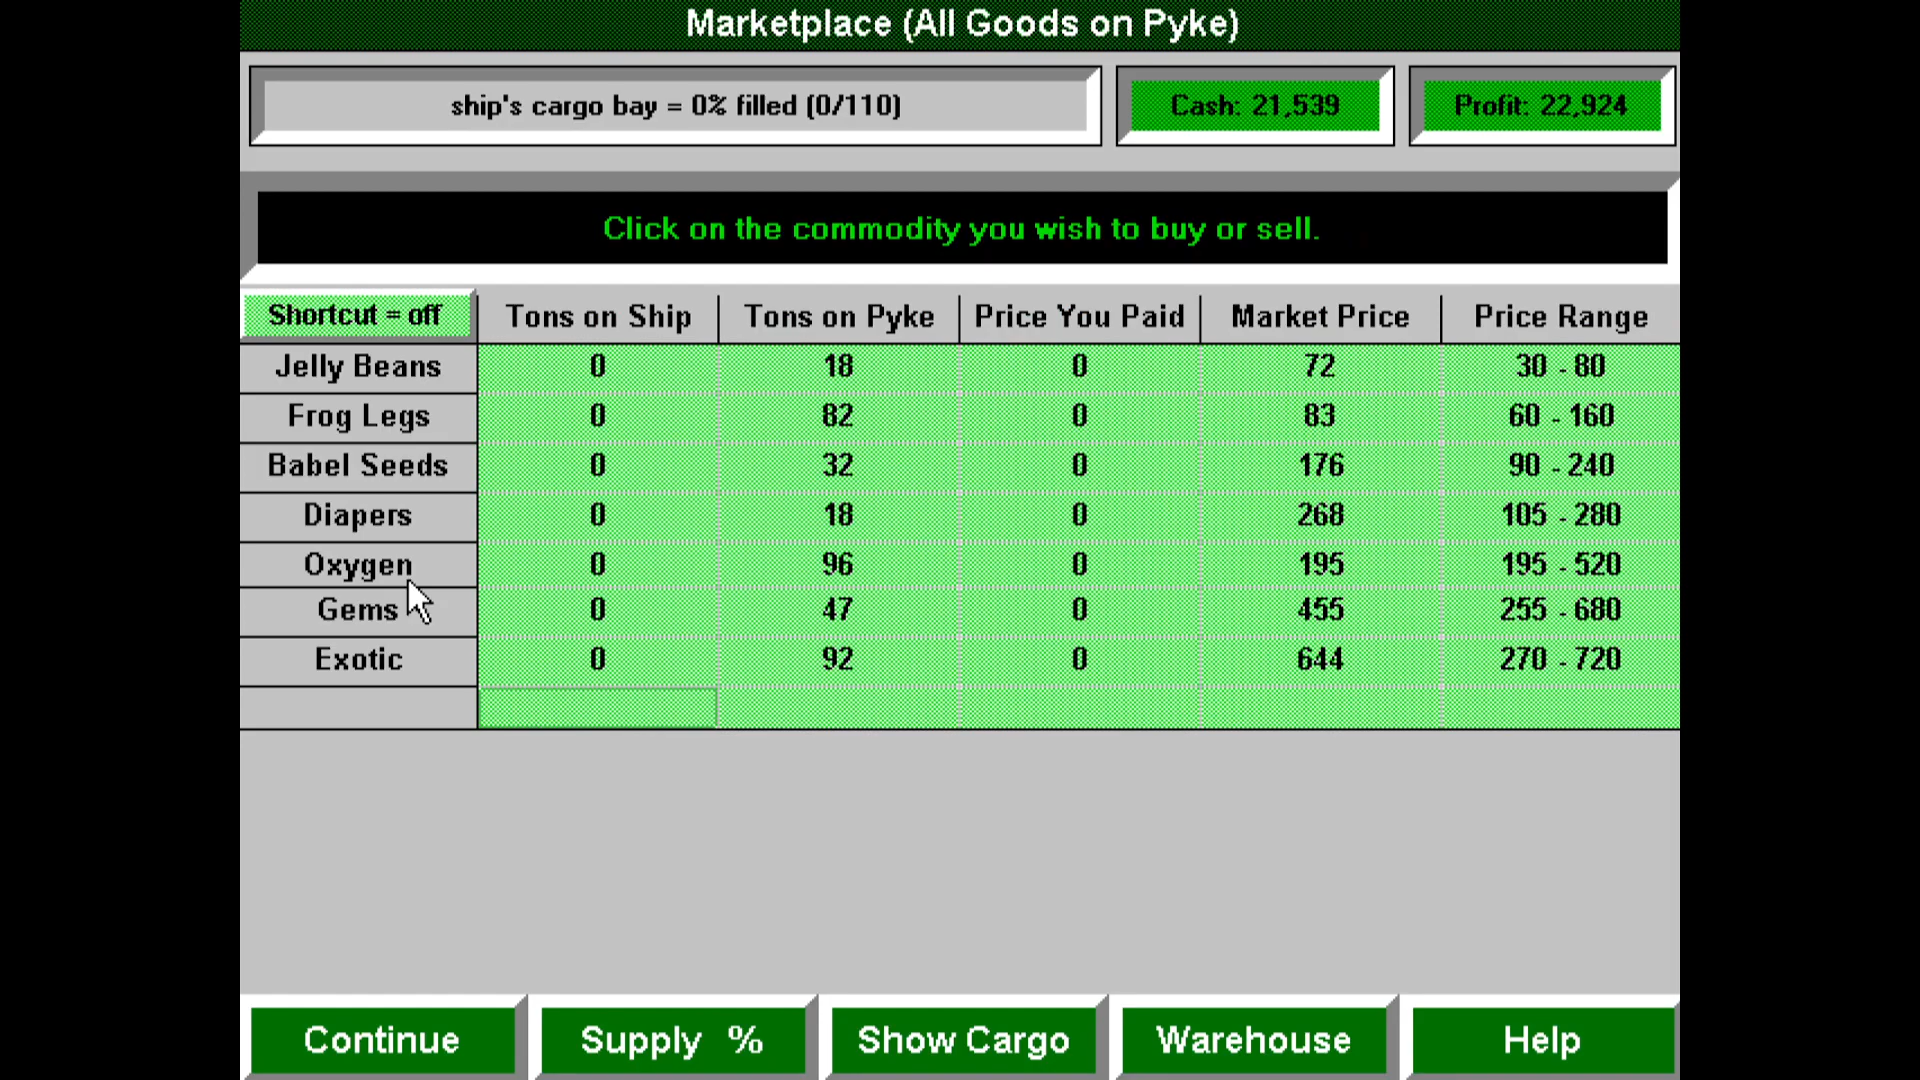 Marketplace (All Goods on Pyke)
ship's cargo bay = 0% filled (0/110)
Cash: 21,539
Profit: 22,924
Click on the commodity you wish to buy or sell.
Shortcut = off Tons on Ship Tons on Pyke Price You Paid Market Price Price Range
Jelly Beans 0 18 0 72 30 - 80
Frog Legs 0 82 0 83 60 - 160
Babel Seeds 0 32 0 176 90 - 240
Diapers 0 18 0 268 105 - 280
Oxygen 0 96 0 195 195 - 520
Gems 0 47 0 455 255 - 680
Exotic 0 92 0 644 270 - 720
Continue Supply % Show Cargo Warehouse Help